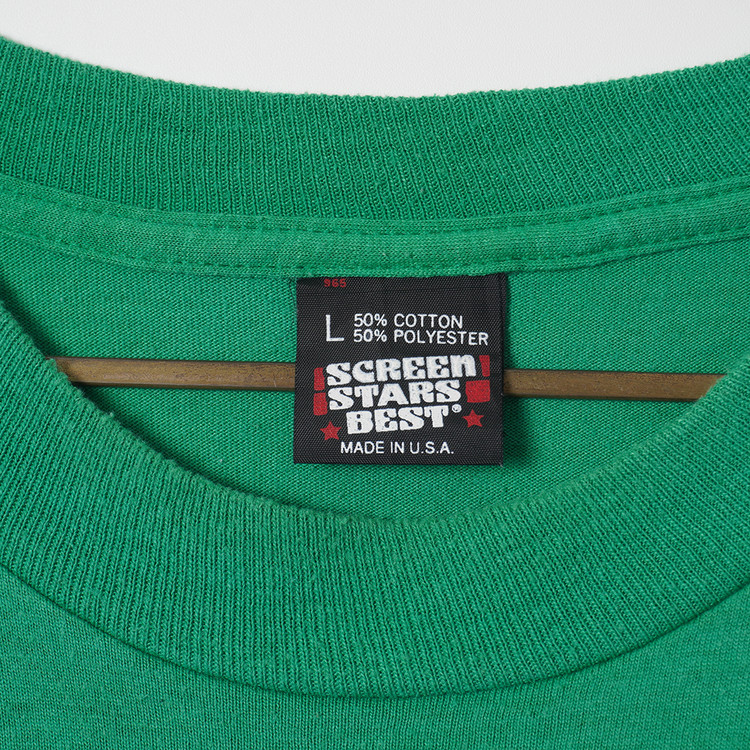 965
L 50% COTTON
50% POLYESTER
SCREEN
STARS
BEST®
MADE IN U.S.A.